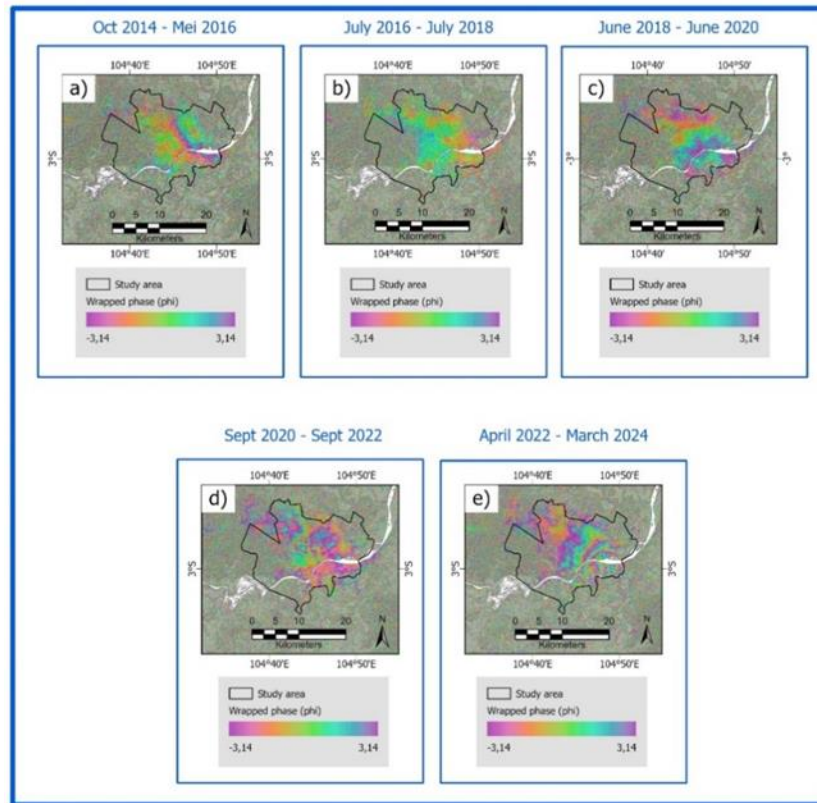 Oct 2014 - Mei 2016
July 2016 - July 2018
June 2018 - June 2020
104°40'E 104°50'E
a)
3°S 3°S
0 5 10 20
Kilometers
N
104°40'E 104°50'E
Study area
Wrapped phase (phi)
-3,14 3,14
104°40'E 104°50'E
b)
3°S 3°S
0 5 10 20
Kilometers
N
104°40'E 104°50'E
Study area
Wrapped phase (phi)
-3,14 3,14
104°40' 104°50'
c)
-3° -3°
0 5 10 20
Kilometers
N
104°40' 104°50'
Study area
Wrapped phase (phi)
-3,14 3,14
Sept 2020 - Sept 2022
April 2022 - March 2024
104°40'E 104°50'E
d)
3°S 3°S
0 5 10 20
Kilometers
N
104°40'E 104°50'E
Study area
Wrapped phase (phi)
-3,14 3,14
104°40'E 104°50'E
e)
3°S 3°S
0 5 10 20
Kilometers
N
104°40'E 104°50'E
Study area
Wrapped phase (phi)
-3,14 3,14